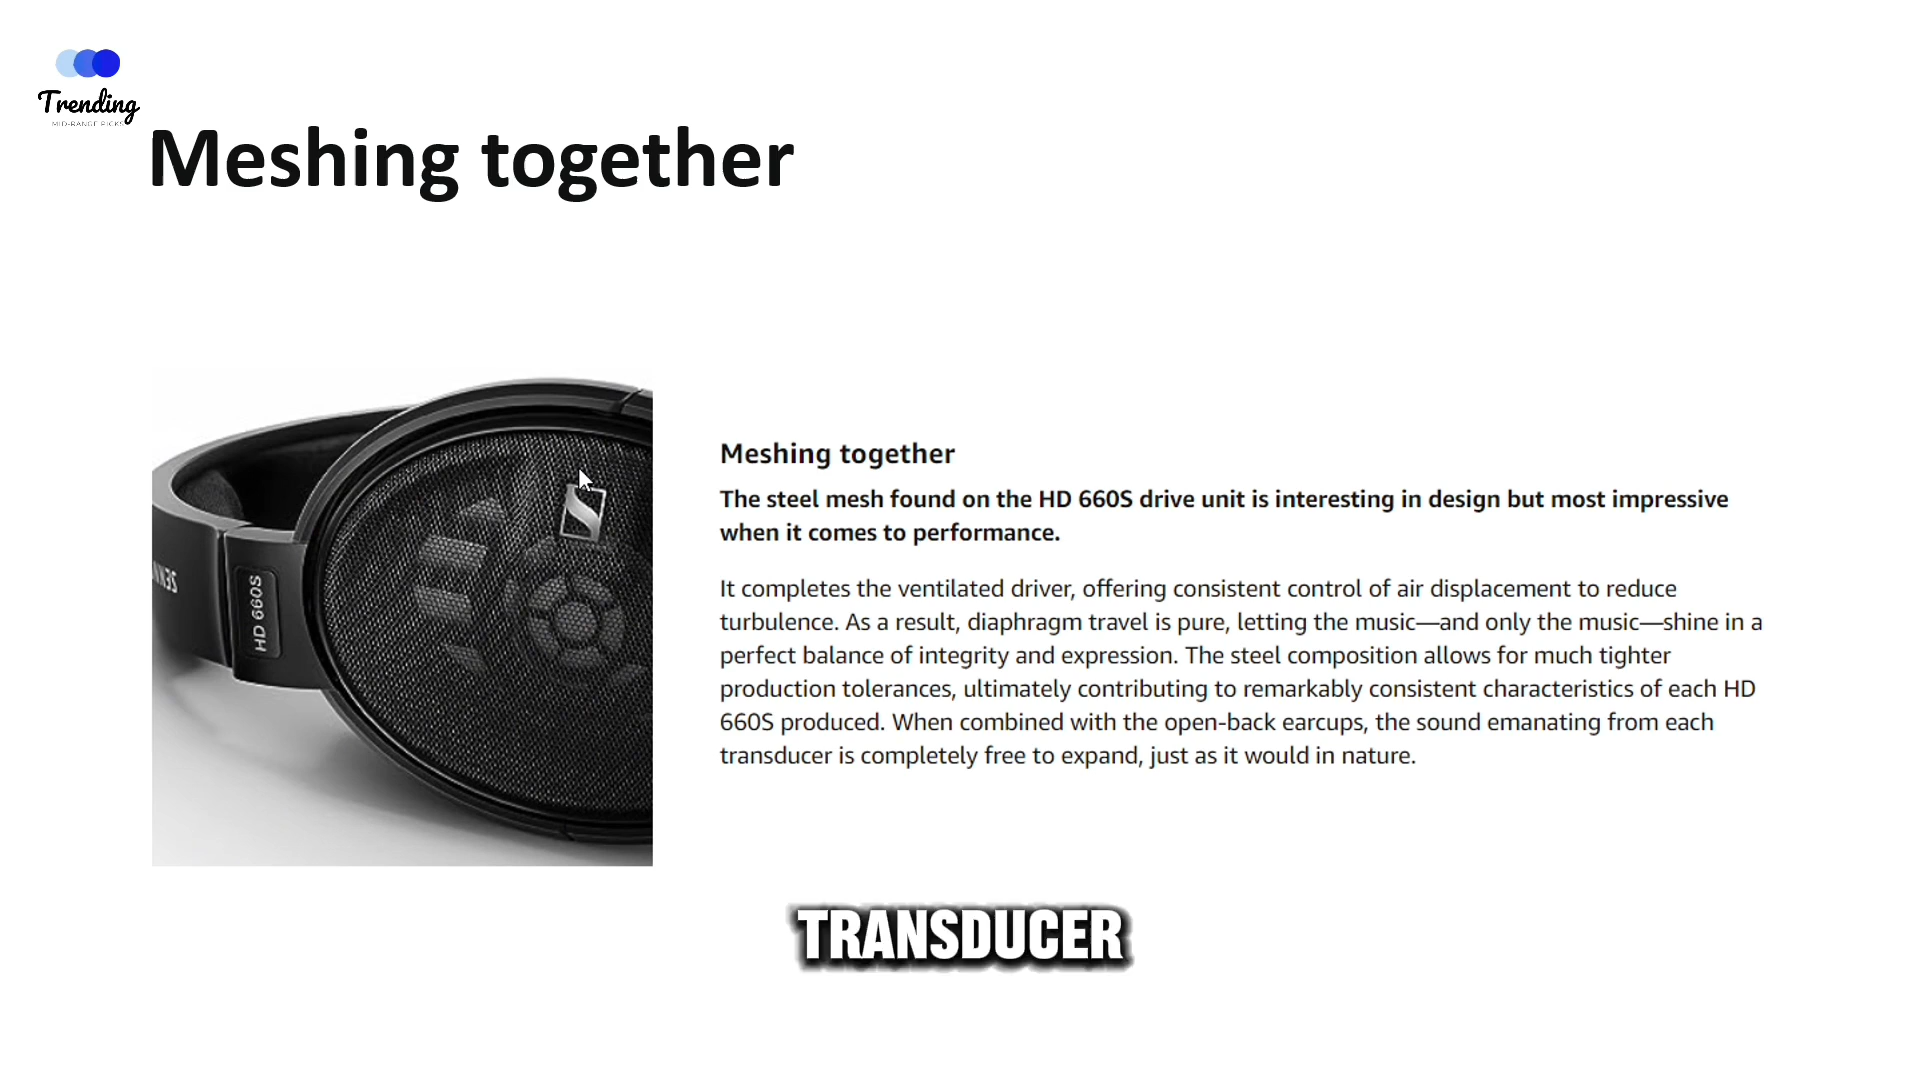 Trending
MID-RANGE PICKS
Meshing together
HD 660S
Meshing together
The steel mesh found on the HD 660S drive unit is interesting in design but most impressive
when it comes to performance.
It completes the ventilated driver, offering consistent control of air displacement to reduce
turbulence. As a result, diaphragm travel is pure, letting the music—and only the music—shine in a
perfect balance of integrity and expression. The steel composition allows for much tighter
production tolerances, ultimately contributing to remarkably consistent characteristics of each HD
660S produced. When combined with the open-back earcups, the sound emanating from each
transducer is completely free to expand, just as it would in nature.
TRANSDUCER